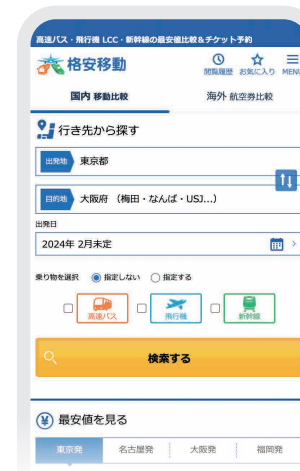 高速バス・飛行機 LCC・新幹線の最安値比較&チケット予約
格安移動
閲覧履歴 お気に入り MENU
国内 移動比較 海外 航空券比較
行き先から探す
出発地 東京都
目的地 大阪府 (梅田・なんば・USJ...)
出発日
2024年 2月未定
乗り物を選択 指定しない 指定する
高速バス 飛行機 新幹線
検索する
最安値を見る
東京発 名古屋発 大阪発 福岡発